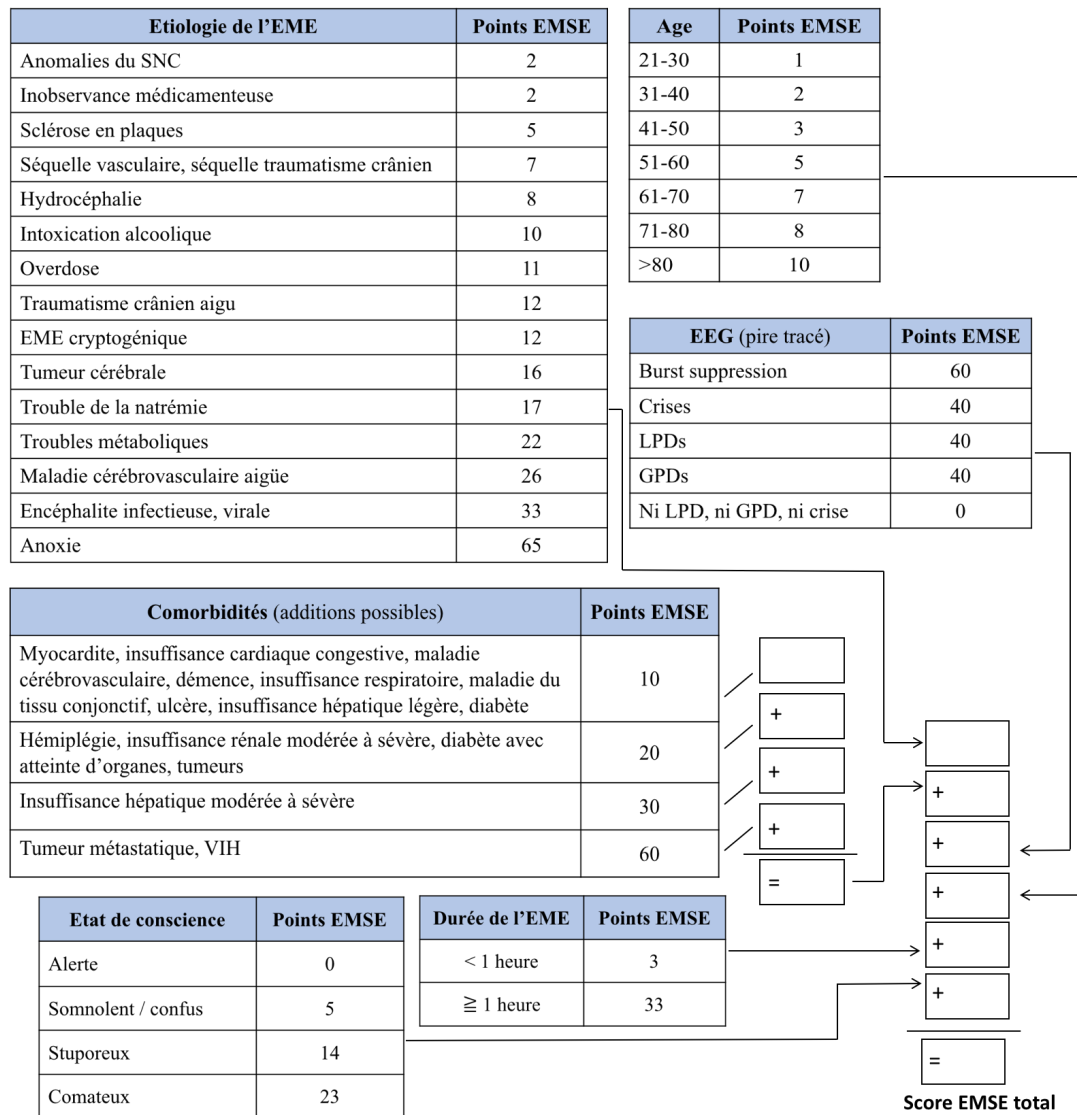 Etiologie de l'EME Points EMSE
Anomalies du SNC 2
Inobservance médicamenteuse 2
Sclérose en plaques 5
Séquelle vasculaire, séquelle traumatisme crânien 7
Hydrocéphalie 8
Intoxication alcoolique 10
Overdose 11
Traumatisme crânien aigu 12
EME cryptogénique 12
Tumeur cérébrale 16
Trouble de la natrémie 17
Troubles métaboliques 22
Maladie cérébrovasculaire aigüe 26
Encéphalite infectieuse, virale 33
Anoxie 65
Age Points EMSE
21-30 1
31-40 2
41-50 3
51-60 5
61-70 7
71-80 8
>80 10
EEG (pire tracé) Points EMSE
Burst suppression 60
Crises 40
LPDs 40
GPDs 40
Ni LPD, ni GPD, ni crise 0
Comorbidités (additions possibles) Points EMSE
Myocardite, insuffisance cardiaque congestive, maladie
cérébrovasculaire, démence, insuffisance respiratoire, maladie du
tissu conjonctif, ulcère, insuffisance hépatique légère, diabète
10
Hémiplégie, insuffisance rénale modérée à sévère, diabète avec
atteinte d'organes, tumeurs
20
Insuffisance hépatique modérée à sévère 30
Tumeur métastatique, VIH 60
+
+
+
=
Etat de conscience Points EMSE
Alerte 0
Somnolent / confus 5
Stuporeux 14
Comateux 23
Durée de l'EME Points EMSE
< 1 heure 3
≧ 1 heure 33
+
+
+
+
+
=
Score EMSE total